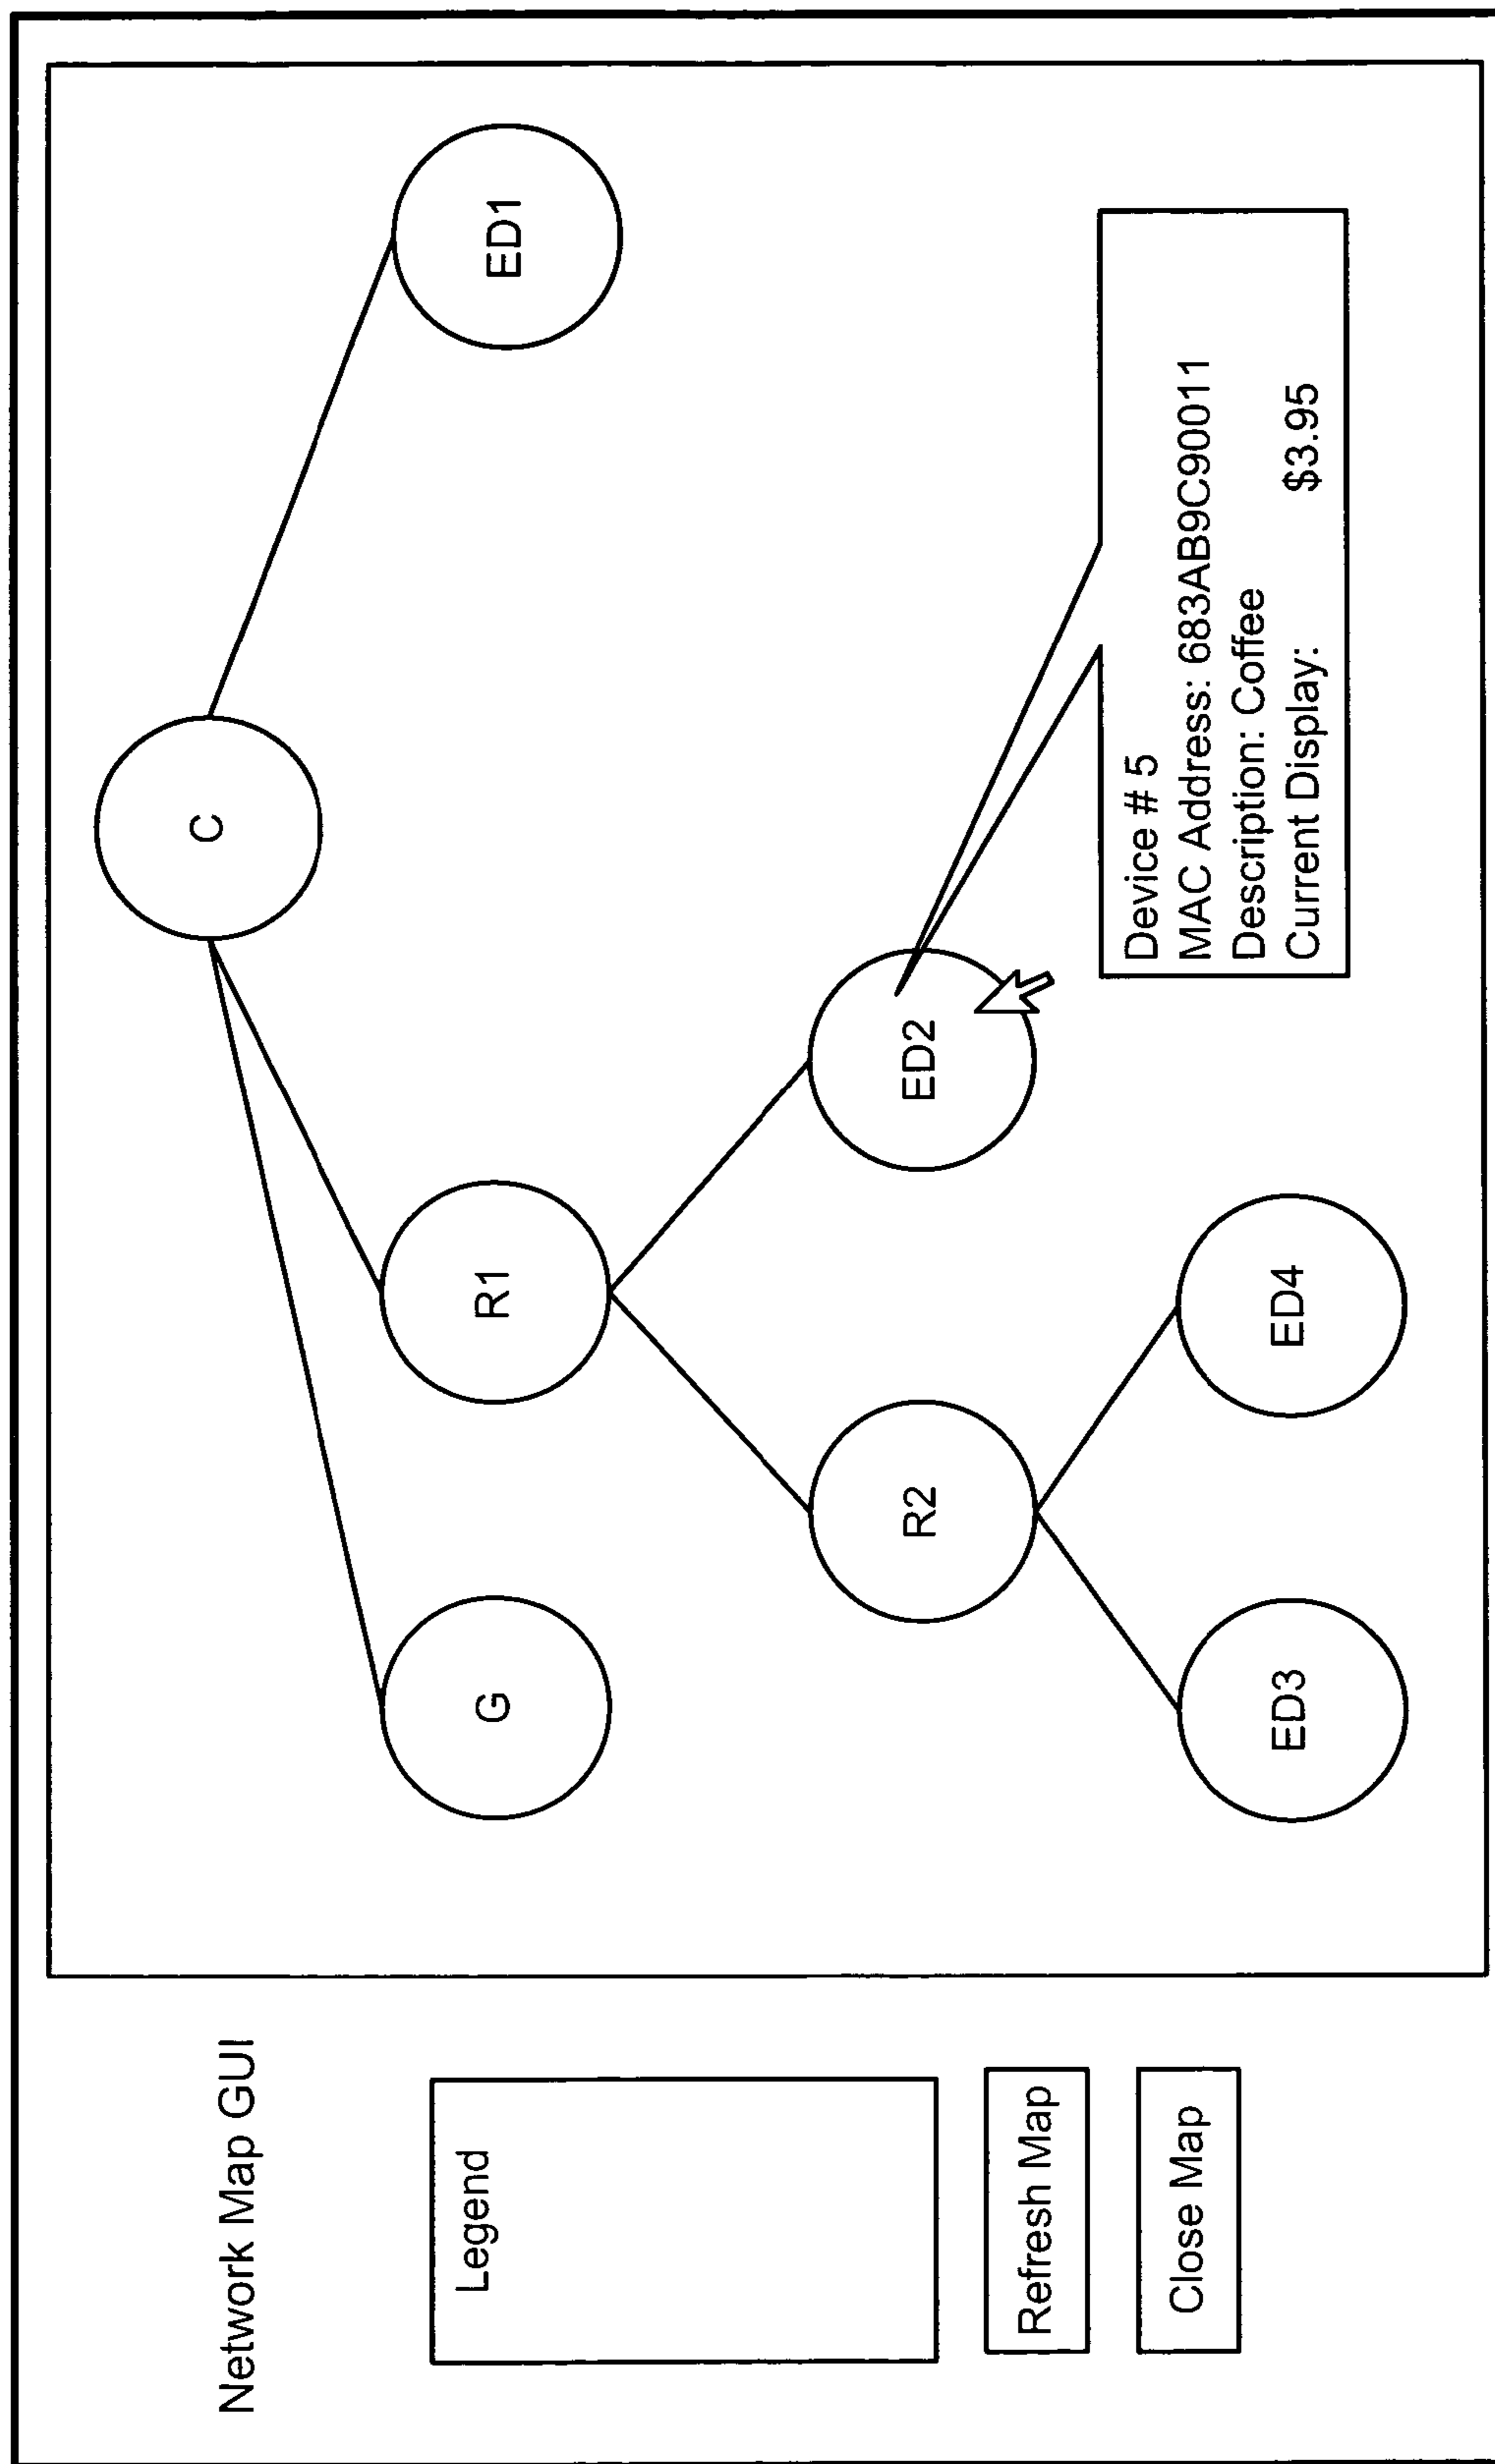 Network Map GUI
Legend
Refresh Map
Close Map
C
G
R1
ED1
R2
ED2
ED3
ED4
Device # 5
MAC Address: 683AB9C90011
Description: Coffee
Current Display: $3.95